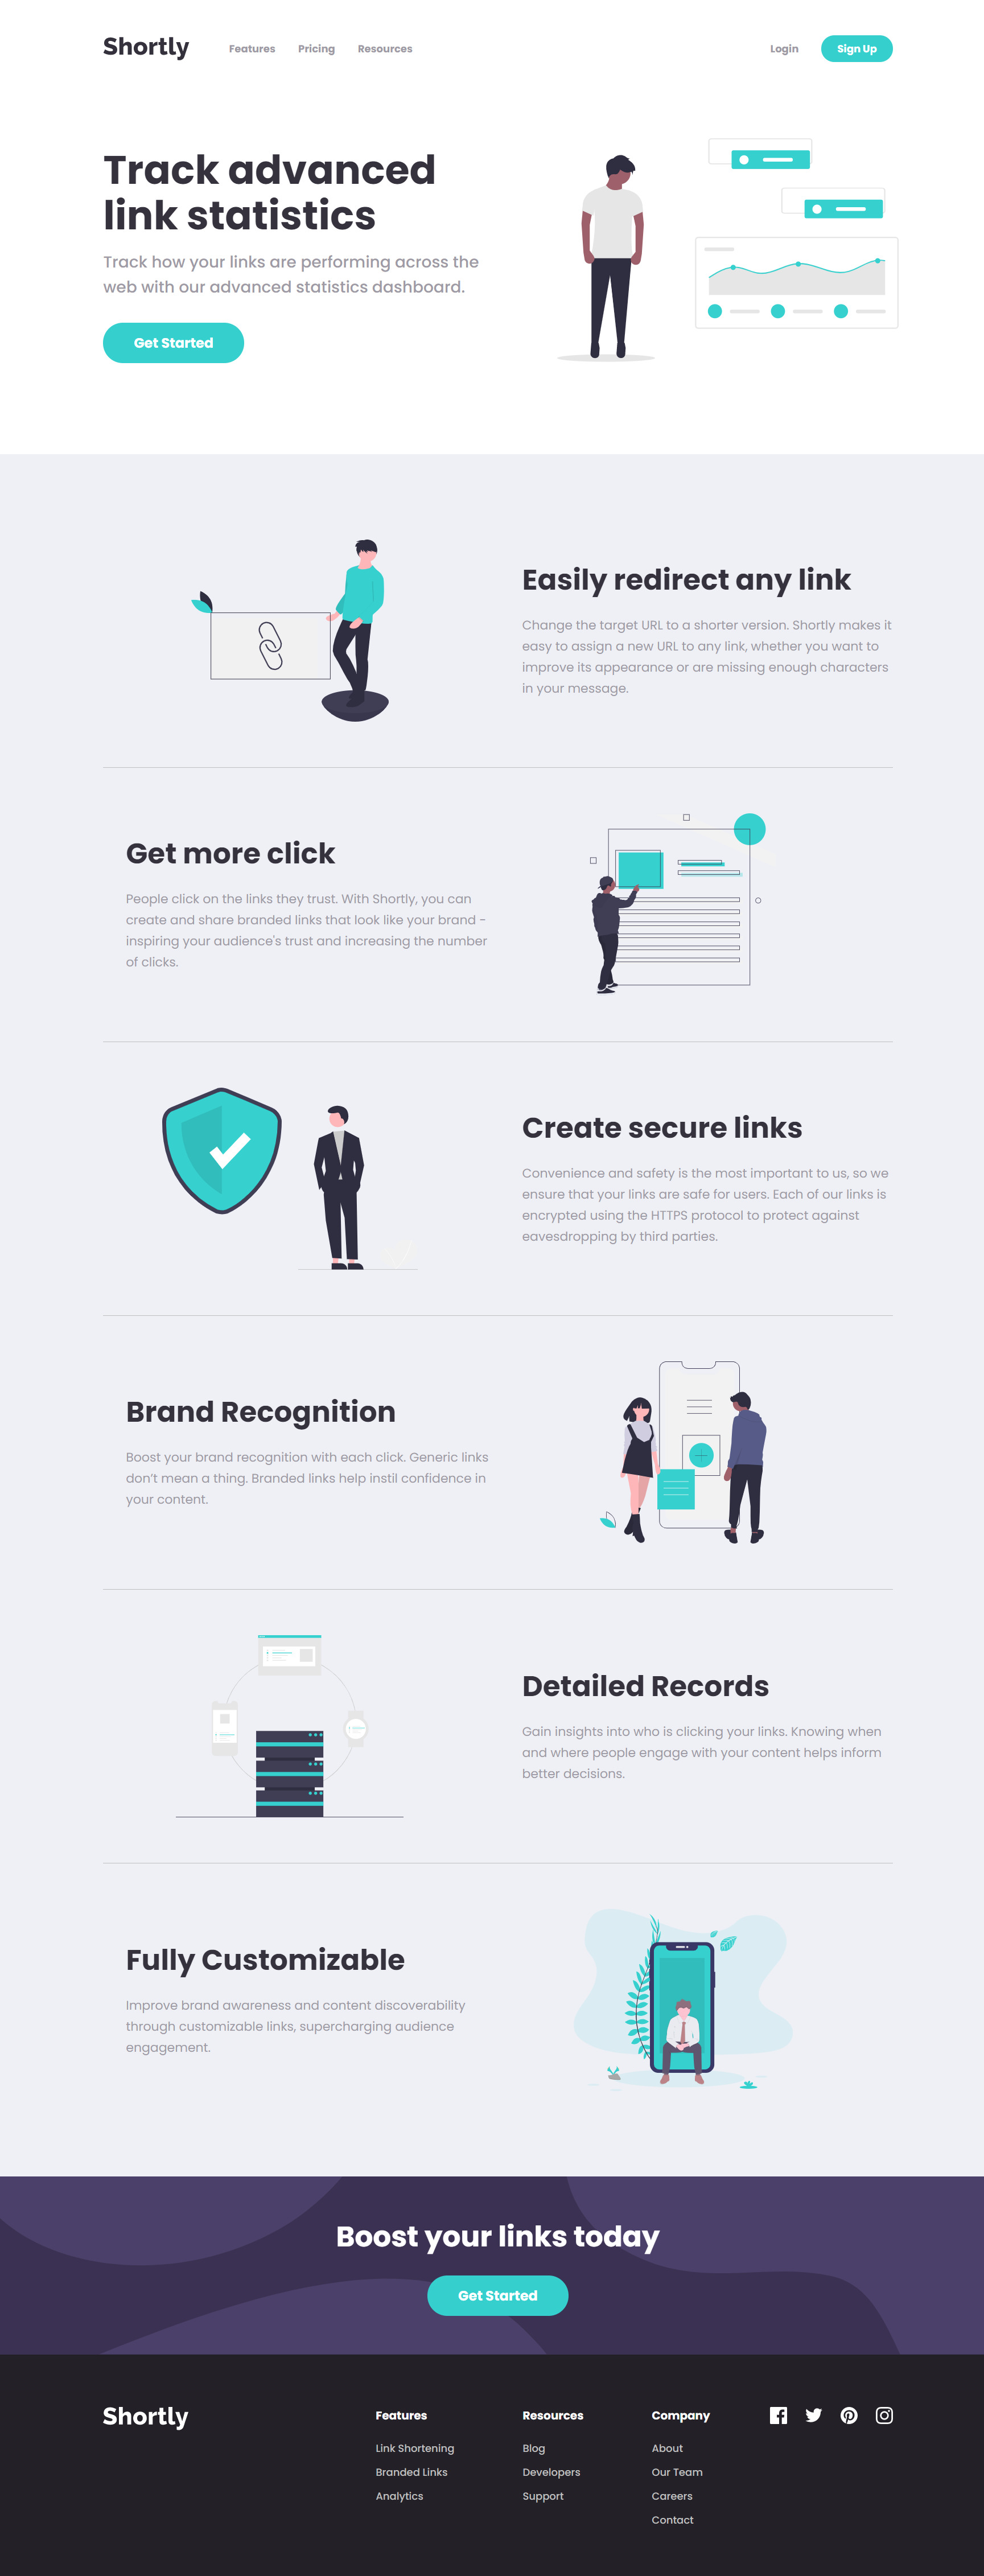 Shortly
Features
Pricing
Resources
Login
Sign Up
Track advanced
link statistics
Track how your links are performing across the
web with our advanced statistics dashboard.
Get Started
Easily redirect any link
Change the target URL to a shorter version. Shortly makes it
easy to assign a new URL to any link, whether you want to
improve its appearance or are missing enough characters
in your message.
Get more click
People click on the links they trust. With Shortly, you can
create and share branded links that look like your brand -
inspiring your audience's trust and increasing the number
of clicks.
Create secure links
Convenience and safety is the most important to us, so we
ensure that your links are safe for users. Each of our links is
encrypted using the HTTPS protocol to protect against
eavesdropping by third parties.
Brand Recognition
Boost your brand recognition with each click. Generic links
don’t mean a thing. Branded links help instil confidence in
your content.
Detailed Records
Gain insights into who is clicking your links. Knowing when
and where people engage with your content helps inform
better decisions.
Fully Customizable
Improve brand awareness and content discoverability
through customizable links, supercharging audience
engagement.
Boost your links today
Get Started
Shortly
Features
Link Shortening
Branded Links
Analytics
Resources
Blog
Developers
Support
Company
About
Our Team
Careers
Contact